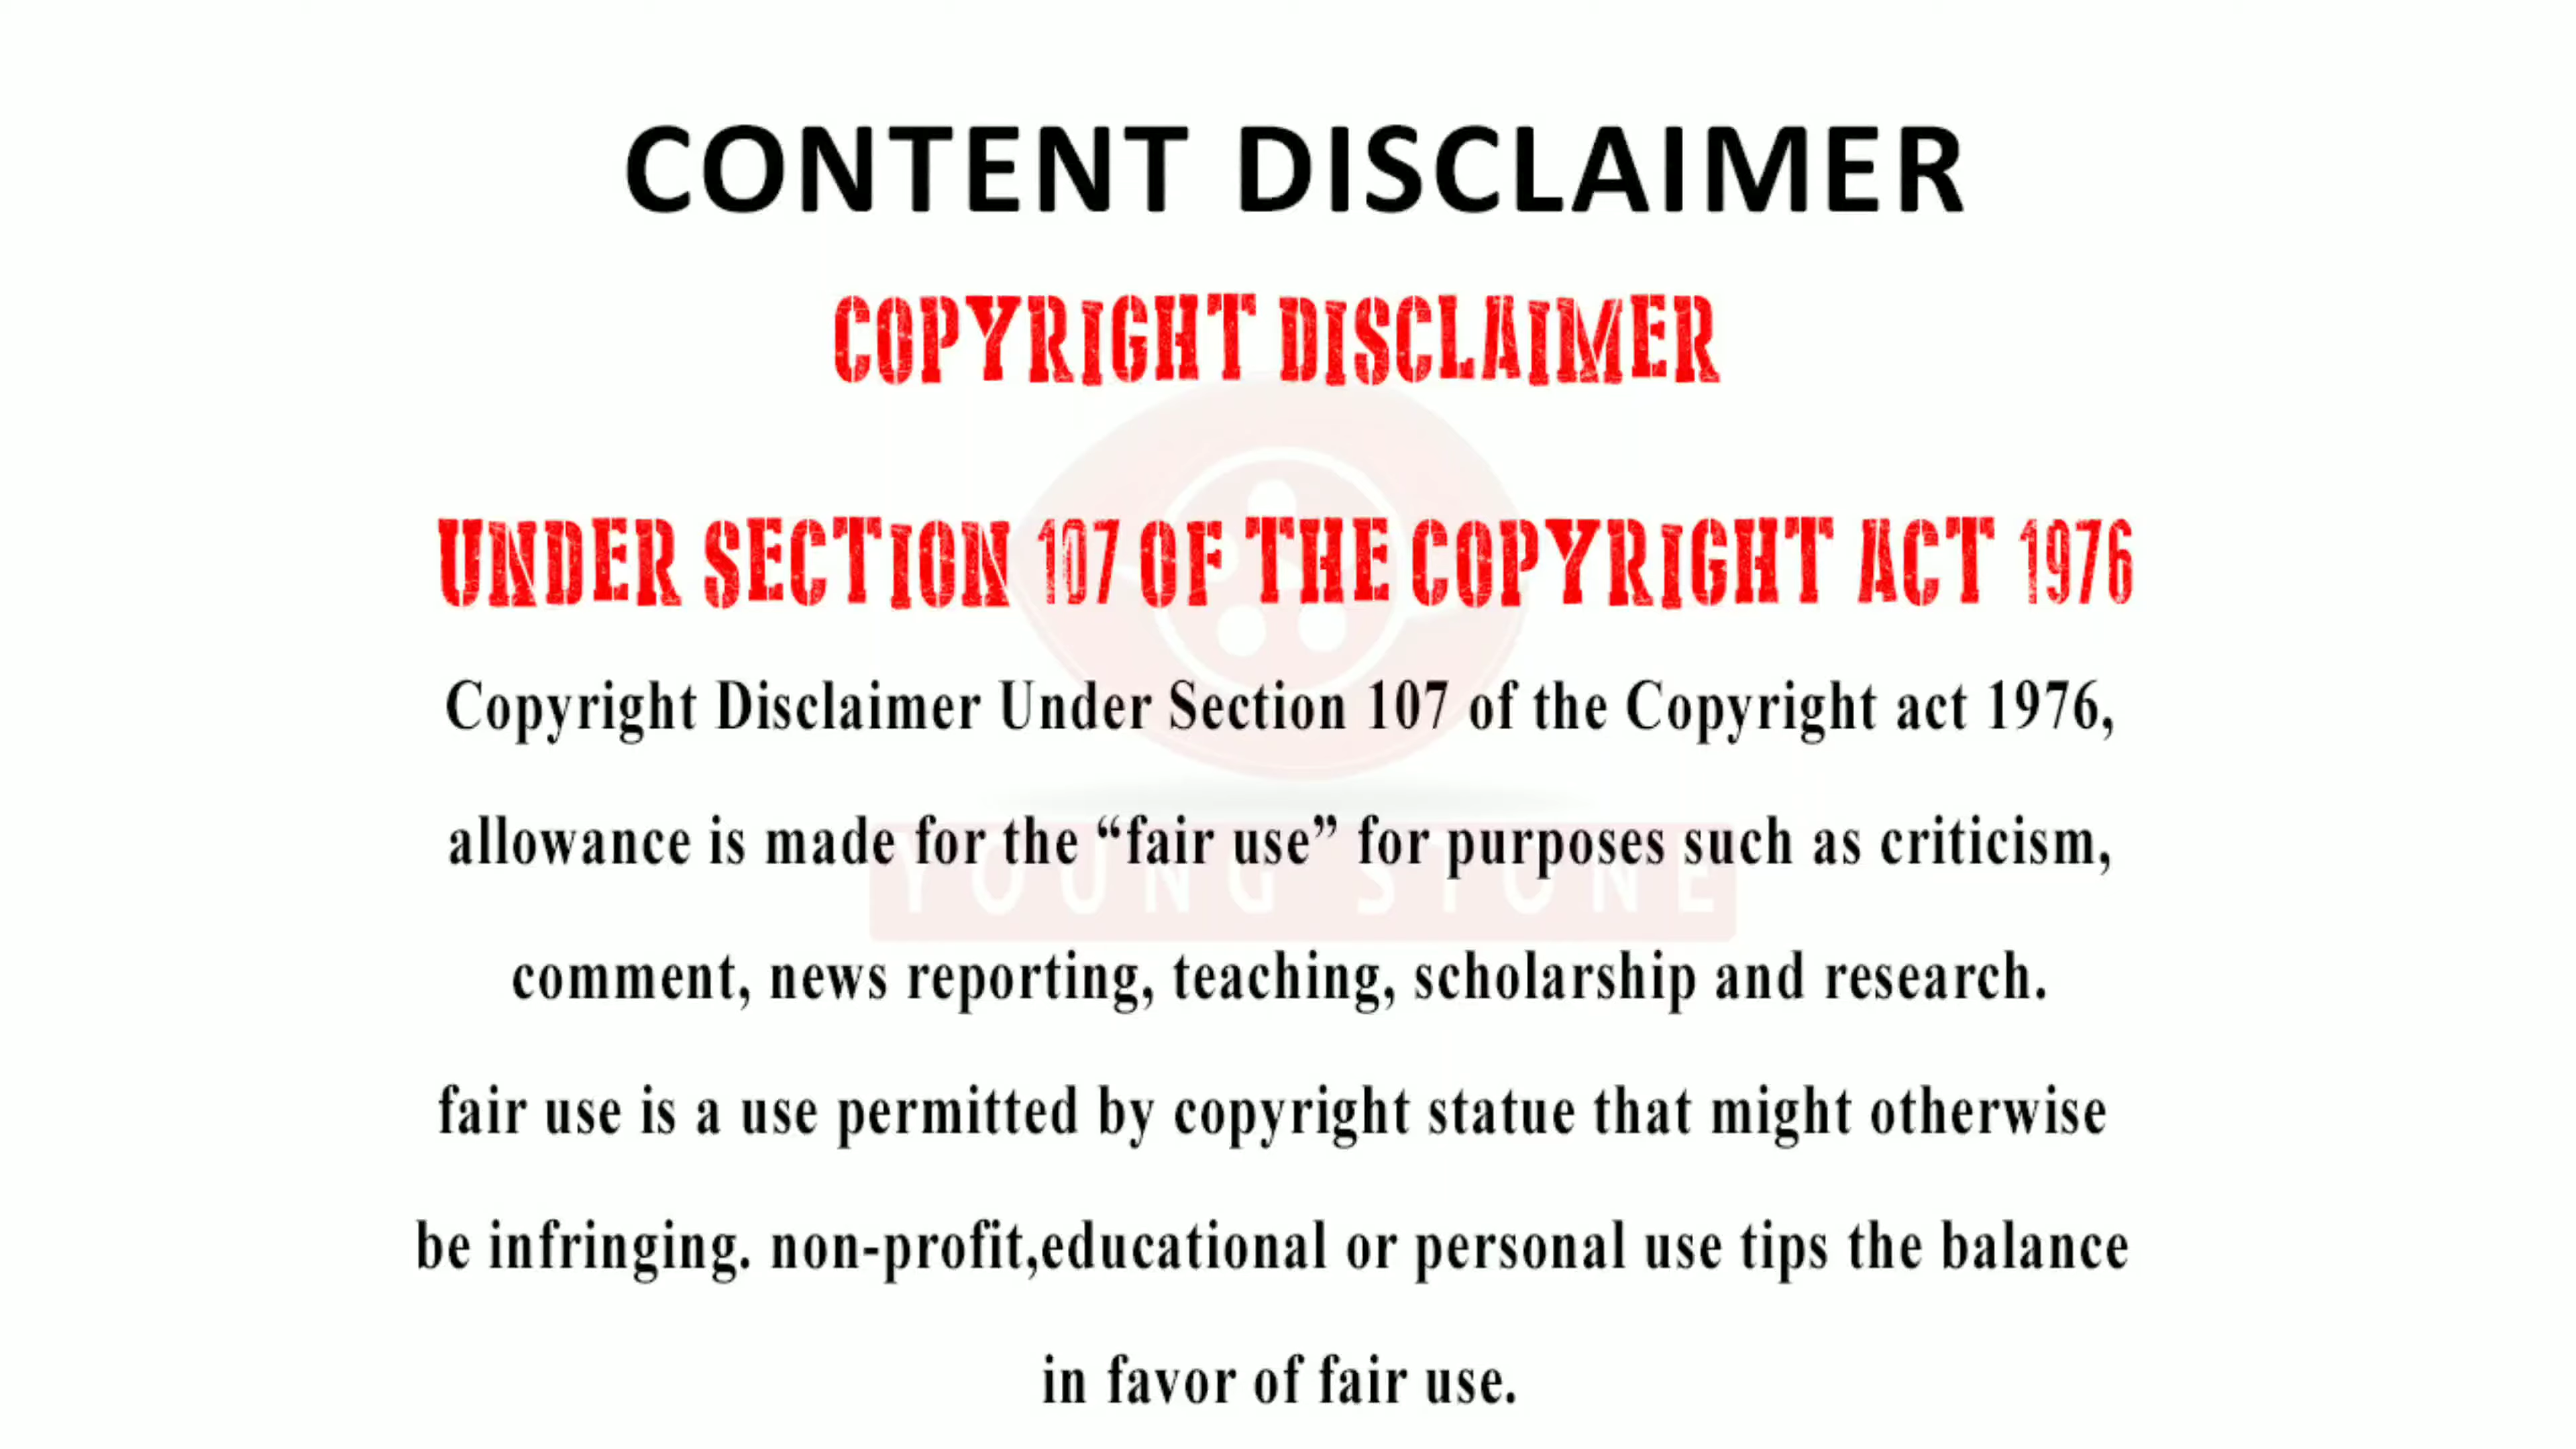 CONTENT DISCLAIMER
COPYRIGHT DISCLAIMER
UNDER SECTION 107 OF THE COPYRIGHT ACT 1976
Copyright Disclaimer Under Section 107 of the Copyright act 1976,
allowance is made for the “fair use” for purposes such as criticism,
YOUNG STONE
comment, news reporting, teaching, scholarship and research.
fair use is a use permitted by copyright statue that might otherwise
be infringing. non-profit,educational or personal use tips the balance
in favor of fair use.